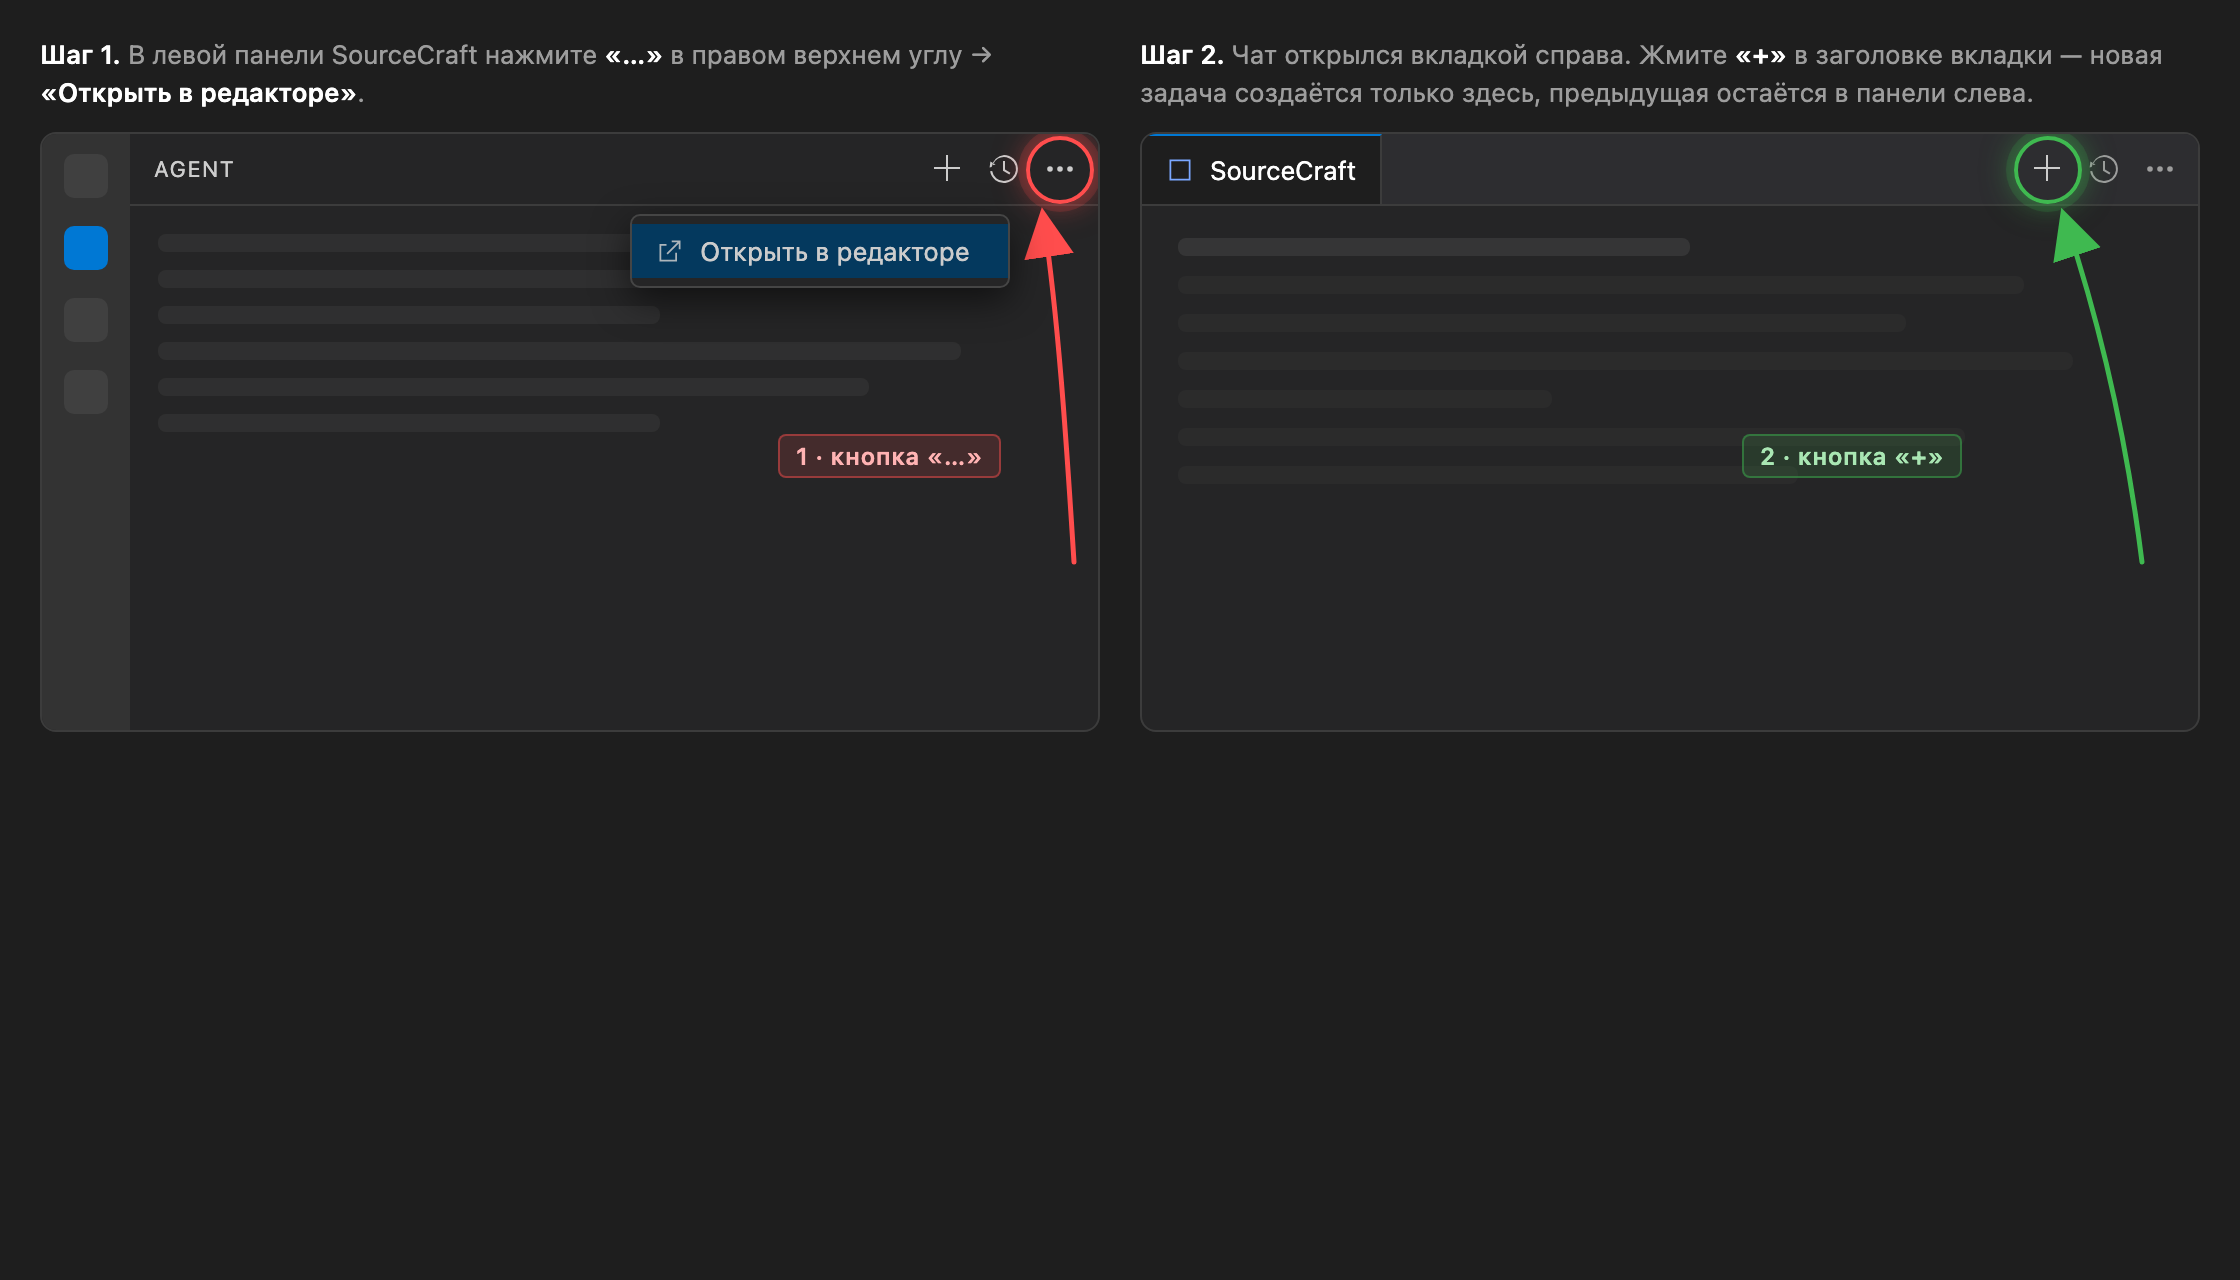 Шаг 1. В левой панели SourceCraft нажмите «…» в правом верхнем углу →
«Открыть в редакторе».
AGENT
Открыть в редакторе
1 · кнопка «…»
Шаг 2. Чат открылся вкладкой справа. Жмите «+» в заголовке вкладки — новая
задача создаётся только здесь, предыдущая остаётся в панели слева.
SourceCraft
2 · кнопка «+»